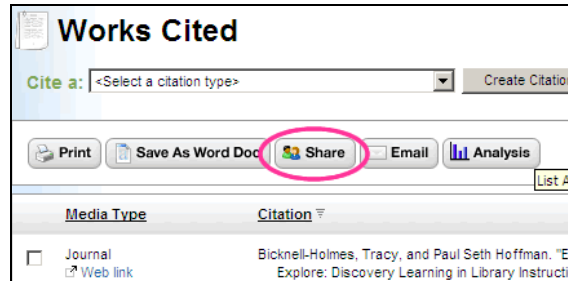 Works Cited
Cite a: <Select a citation type> Create Citation
Print Save As Word Doc Share Email Analysis
List A
Media Type Citation
Journal Bicknell-Holmes, Tracy, and Paul Seth Hoffman. "E
Web link Explore: Discovery Learning in Library Instructi